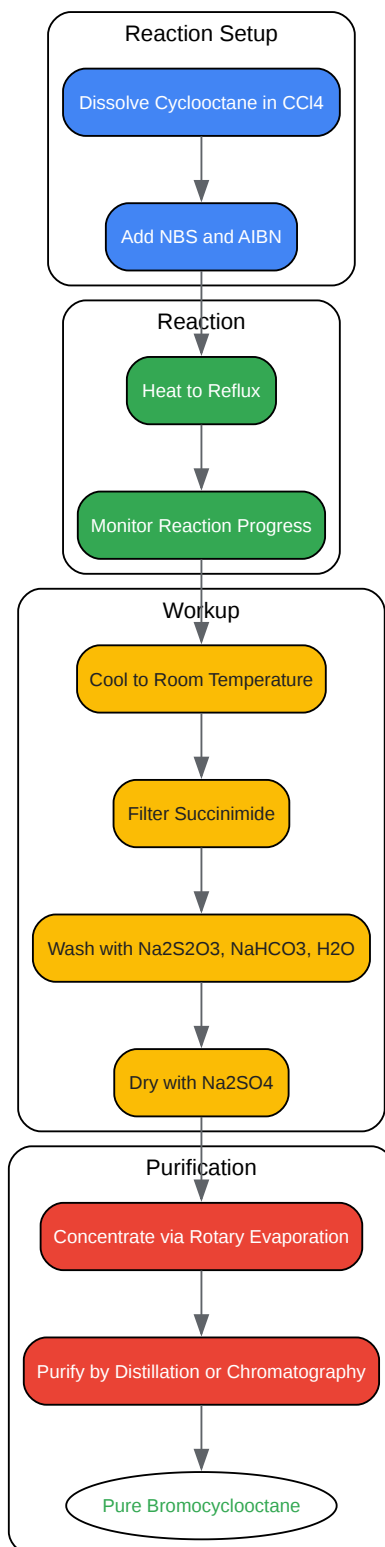 Reaction Setup
Dissolve Cyclooctane in CCl4
Add NBS and AIBN
Reaction
Heat to Reflux
Monitor Reaction Progress
Workup
Cool to Room Temperature
Filter Succinimide
Wash with Na2S2O3, NaHCO3, H2O
Dry with Na2SO4
Purification
Concentrate via Rotary Evaporation
Purify by Distillation or Chromatography
Pure Bromocyclooctane